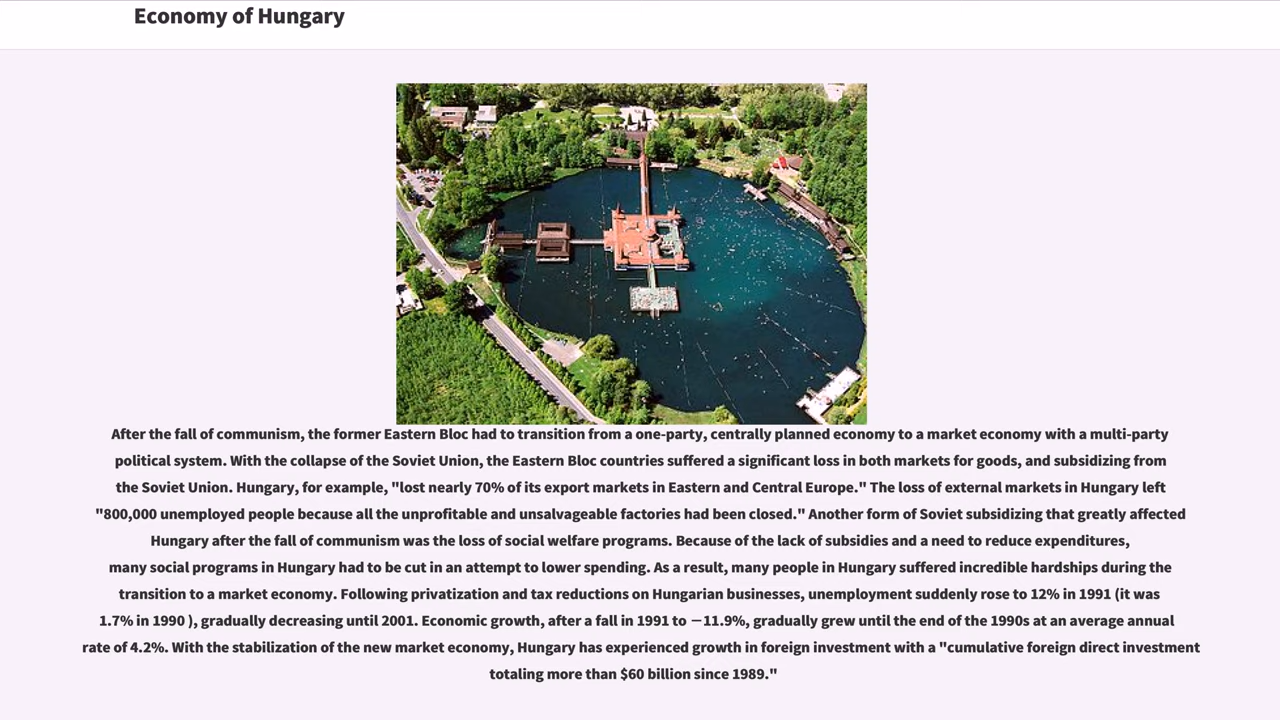 Economy of Hungary
After the fall of communism, the former Eastern Bloc had to transition from a one-party, centrally planned economy to a market economy with a multi-party
political system. With the collapse of the Soviet Union, the Eastern Bloc countries suffered a significant loss in both markets for goods, and subsidizing from
the Soviet Union. Hungary, for example, "lost nearly 70% of its export markets in Eastern and Central Europe." The loss of external markets in Hungary left
"800,000 unemployed people because all the unprofitable and unsalvageable factories had been closed." Another form of Soviet subsidizing that greatly affected
Hungary after the fall of communism was the loss of social welfare programs. Because of the lack of subsidies and a need to reduce expenditures,
many social programs in Hungary had to be cut in an attempt to lower spending. As a result, many people in Hungary suffered incredible hardships during the
transition to a market economy. Following privatization and tax reductions on Hungarian businesses, unemployment suddenly rose to 12% in 1991 (it was
1.7% in 1990 ), gradually decreasing until 2001. Economic growth, after a fall in 1991 to −11.9%, gradually grew until the end of the 1990s at an average annual
rate of 4.2%. With the stabilization of the new market economy, Hungary has experienced growth in foreign investment with a "cumulative foreign direct investment
totaling more than $60 billion since 1989."